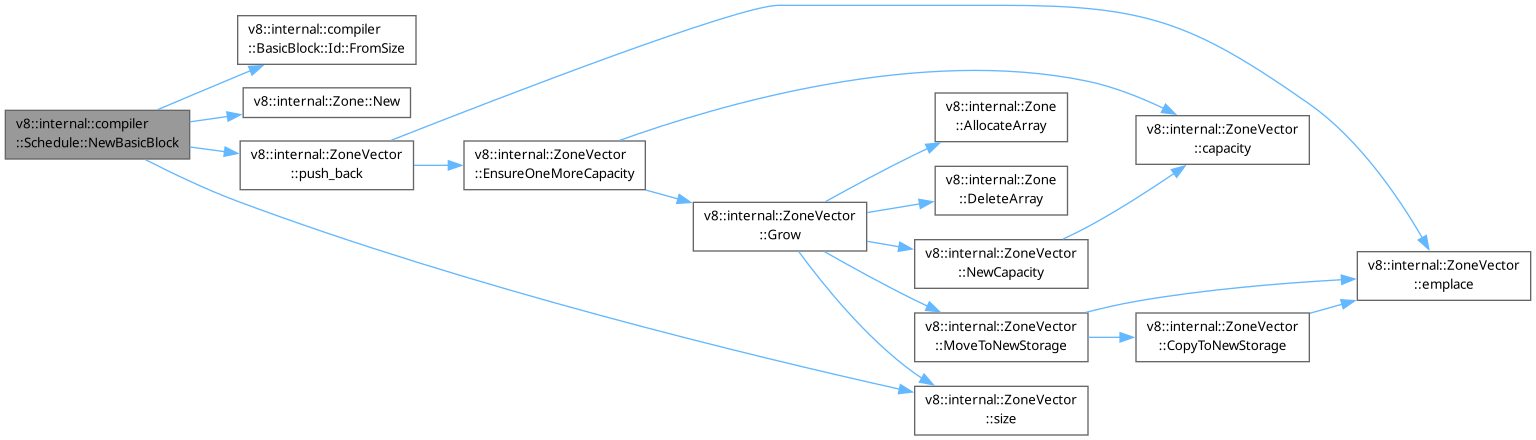 v8::internal::compiler
::Schedule::NewBasicBlock
v8::internal::compiler
::BasicBlock::Id::FromSize
v8::internal::Zone::New
v8::internal::ZoneVector
::push_back
v8::internal::ZoneVector
::EnsureOneMoreCapacity
v8::internal::ZoneVector
::Grow
v8::internal::Zone
::AllocateArray
v8::internal::Zone
::DeleteArray
v8::internal::ZoneVector
::NewCapacity
v8::internal::ZoneVector
::MoveToNewStorage
v8::internal::ZoneVector
::size
v8::internal::ZoneVector
::capacity
v8::internal::ZoneVector
::CopyToNewStorage
v8::internal::ZoneVector
::emplace